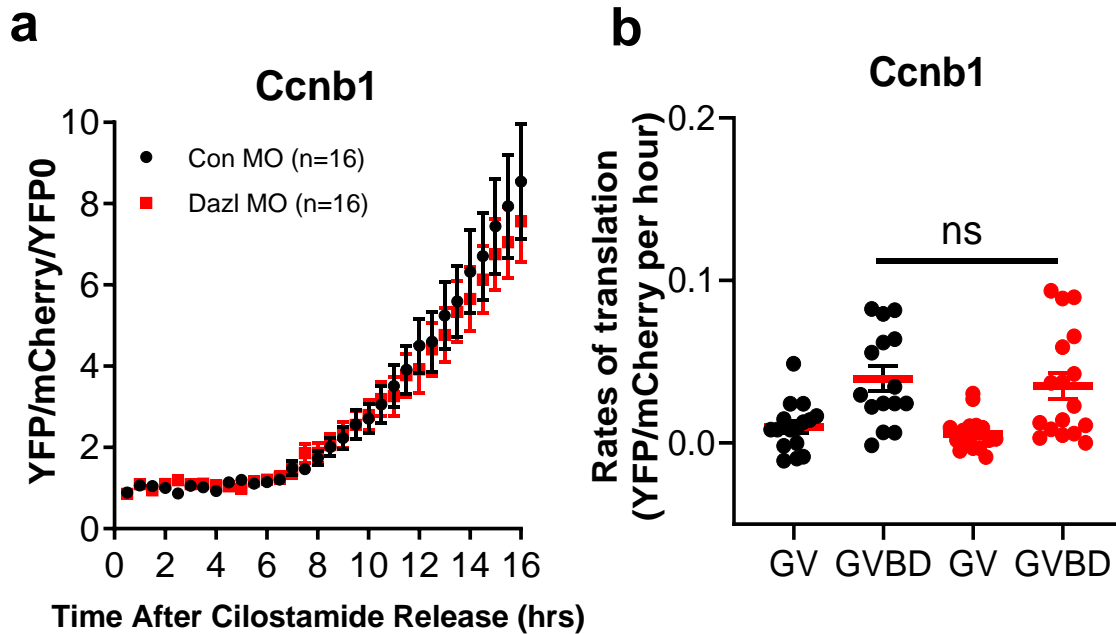 a
Ccnb1
YFP/mCherry/YFP0
10
8
6
4
2
0
Con MO (n=16)
Dazl MO (n=16)
0 2 4 6 8 10 12 14 16
Time After Cilostamide Release (hrs)
b
Ccnb1
Rates of translation
(YFP/mCherry per hour)
0.2
0.1
0.0
ns
GV GVBD GV GVBD